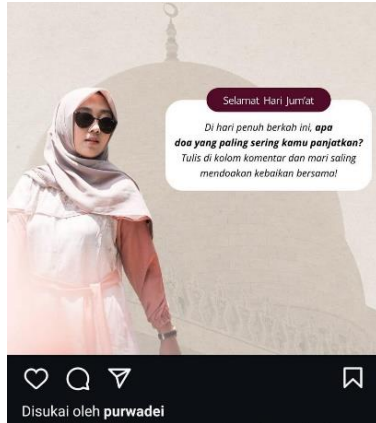 Selamat Hari Jum'at
Di hari penuh berkah ini, apa
doa yang paling sering kamu panjatkan?
Tulis di kolom komentar dan mari saling
mendoakan kebaikan bersama!
Disukai oleh purwadei